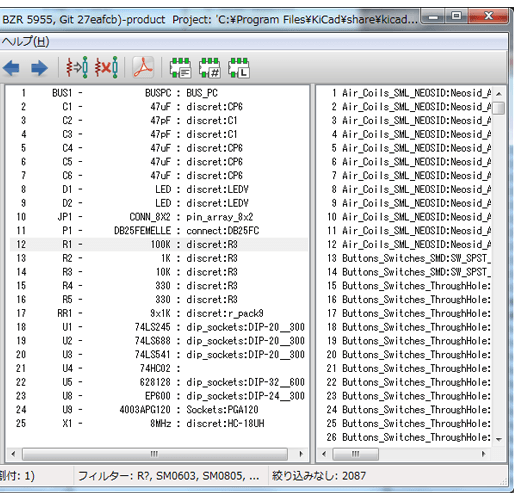 BZR 5955, Git 27eafcb)-product Project: 'C:¥Program Files¥KiCad¥share¥kicad...
ヘルプ(H)
1 BUS1 - BUSPC : BUS_PC
2 C1 - 47uF : discret:CP6
3 C2 - 47pF : discret:C1
4 C3 - 47pF : discret:C1
5 C4 - 47uF : discret:CP6
6 C5 - 47uF : discret:CP6
7 C6 - 47uF : discret:CP6
8 D1 - LED : discret:LEDV
9 D2 - LED : discret:LEDV
10 JP1 - CONN_8X2 : pin_array_8x2
11 P1 - DB25FEMELLE : connect:DB25FC
12 R1 - 100K : discret:R3
13 R2 - 1K : discret:R3
14 R3 - 10K : discret:R3
15 R4 - 330 : discret:R3
16 R5 - 330 : discret:R3
17 RR1 - 9x1K : discret:r_pack9
18 U1 - 74LS245 : dip_sockets:DIP-20__300
19 U2 - 74LS688 : dip_sockets:DIP-20__300
20 U3 - 74LS541 : dip_sockets:DIP-20__300
21 U4 - 74HC02 :
22 U5 - 628128 : dip_sockets:DIP-32__600
23 U8 - EP600 : dip_sockets:DIP-24__300
24 U9 - 4003APG120 : Sockets:PGA120
25 X1 - 8MHz : discret:HC-18UH
1 Air_Coils_SML_NEOSID:Neosid_A
2 Air_Coils_SML_NEOSID:Neosid_A
3 Air_Coils_SML_NEOSID:Neosid_A
4 Air_Coils_SML_NEOSID:Neosid_A
5 Air_Coils_SML_NEOSID:Neosid_A
6 Air_Coils_SML_NEOSID:Neosid_A
7 Air_Coils_SML_NEOSID:Neosid_A
8 Air_Coils_SML_NEOSID:Neosid_A
9 Air_Coils_SML_NEOSID:Neosid_A
10 Air_Coils_SML_NEOSID:Neosid_A
11 Air_Coils_SML_NEOSID:Neosid_A
12 Air_Coils_SML_NEOSID:Neosid_A
13 Buttons_Switches_SMD:SW_SPST_
14 Buttons_Switches_SMD:SW_SPST_
15 Buttons_Switches_ThroughHole:
16 Buttons_Switches_ThroughHole:
17 Buttons_Switches_ThroughHole:
18 Buttons_Switches_ThroughHole:
19 Buttons_Switches_ThroughHole:
20 Buttons_Switches_ThroughHole:
21 Buttons_Switches_ThroughHole:
22 Buttons_Switches_ThroughHole:
23 Buttons_Switches_ThroughHole:
24 Buttons_Switches_ThroughHole:
25 Buttons_Switches_ThroughHole:
26 Buttons_Switches_ThroughHole:
割付: 1) フィルター: R?, SM0603, SM0805, ... 絞り込みなし: 2087